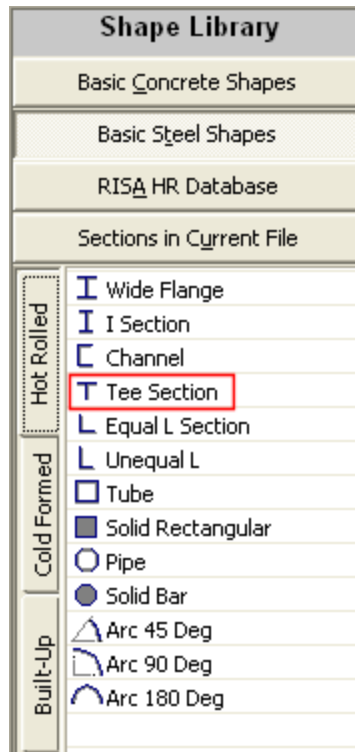 Shape Library
Basic Concrete Shapes
Basic Steel Shapes
RISA HR Database
Sections in Current File
Hot Rolled
Cold Formed
Built-Up
Wide Flange
I Section
Channel
Tee Section
Equal L Section
Unequal L
Tube
Solid Rectangular
Pipe
Solid Bar
Arc 45 Deg
Arc 90 Deg
Arc 180 Deg